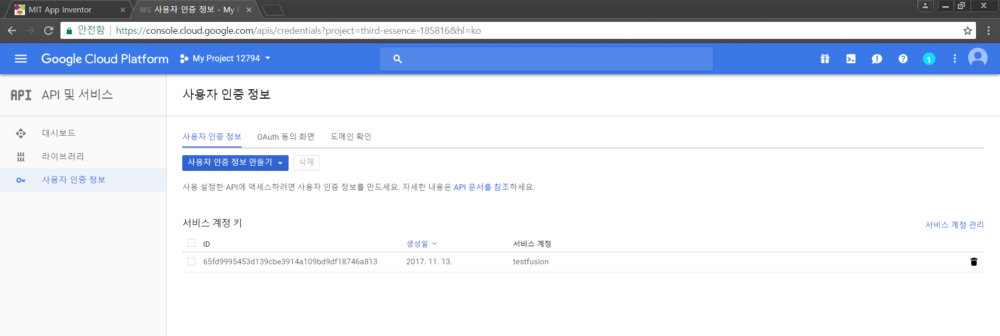 MIT App Inventor
API 사용자 인증 정보 - My P
안전함 https://console.cloud.google.com/apis/credentials?project=third-essence-185816&hl=ko
Google Cloud Platform My Project 12794 1
API API 및 서비스
사용자 인증 정보
대시보드
라이브러리
사용자 인증 정보
사용자 인증 정보 OAuth 동의 화면 도메인 확인
사용자 인증 정보 만들기 삭제
사용 설정한 API에 액세스하려면 사용자 인증 정보를 만드세요. 자세한 내용은 API 문서를 참조하세요.
서비스 계정 키
서비스 계정 관리
ID 생성일 서비스 계정
65fd9995453d139cbe3914a109bd9df18746a813 2017. 11. 13. testfusion